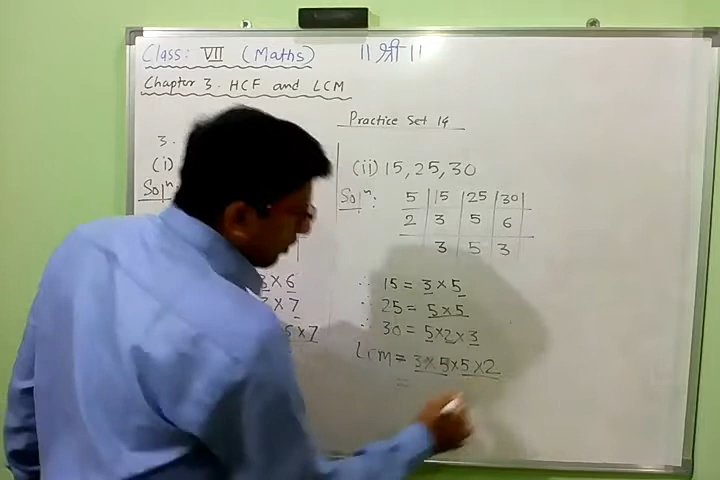 Class: VII (Maths) || श्री ||
Chapter 3. HCF and LCM
Practice Set 14
3.
(i)
Solⁿ:
3×6
×7
5×7
(ii) 15, 25, 30
Solⁿ:
5 | 15 | 25 | 30 |
2 | 3 | 5 | 6
3 | 5 | 3
∴ 15 = 3 × 5
∴ 25 = 5 × 5
∴ 30 = 5×2×3
LCM = 3×5×5×2
=